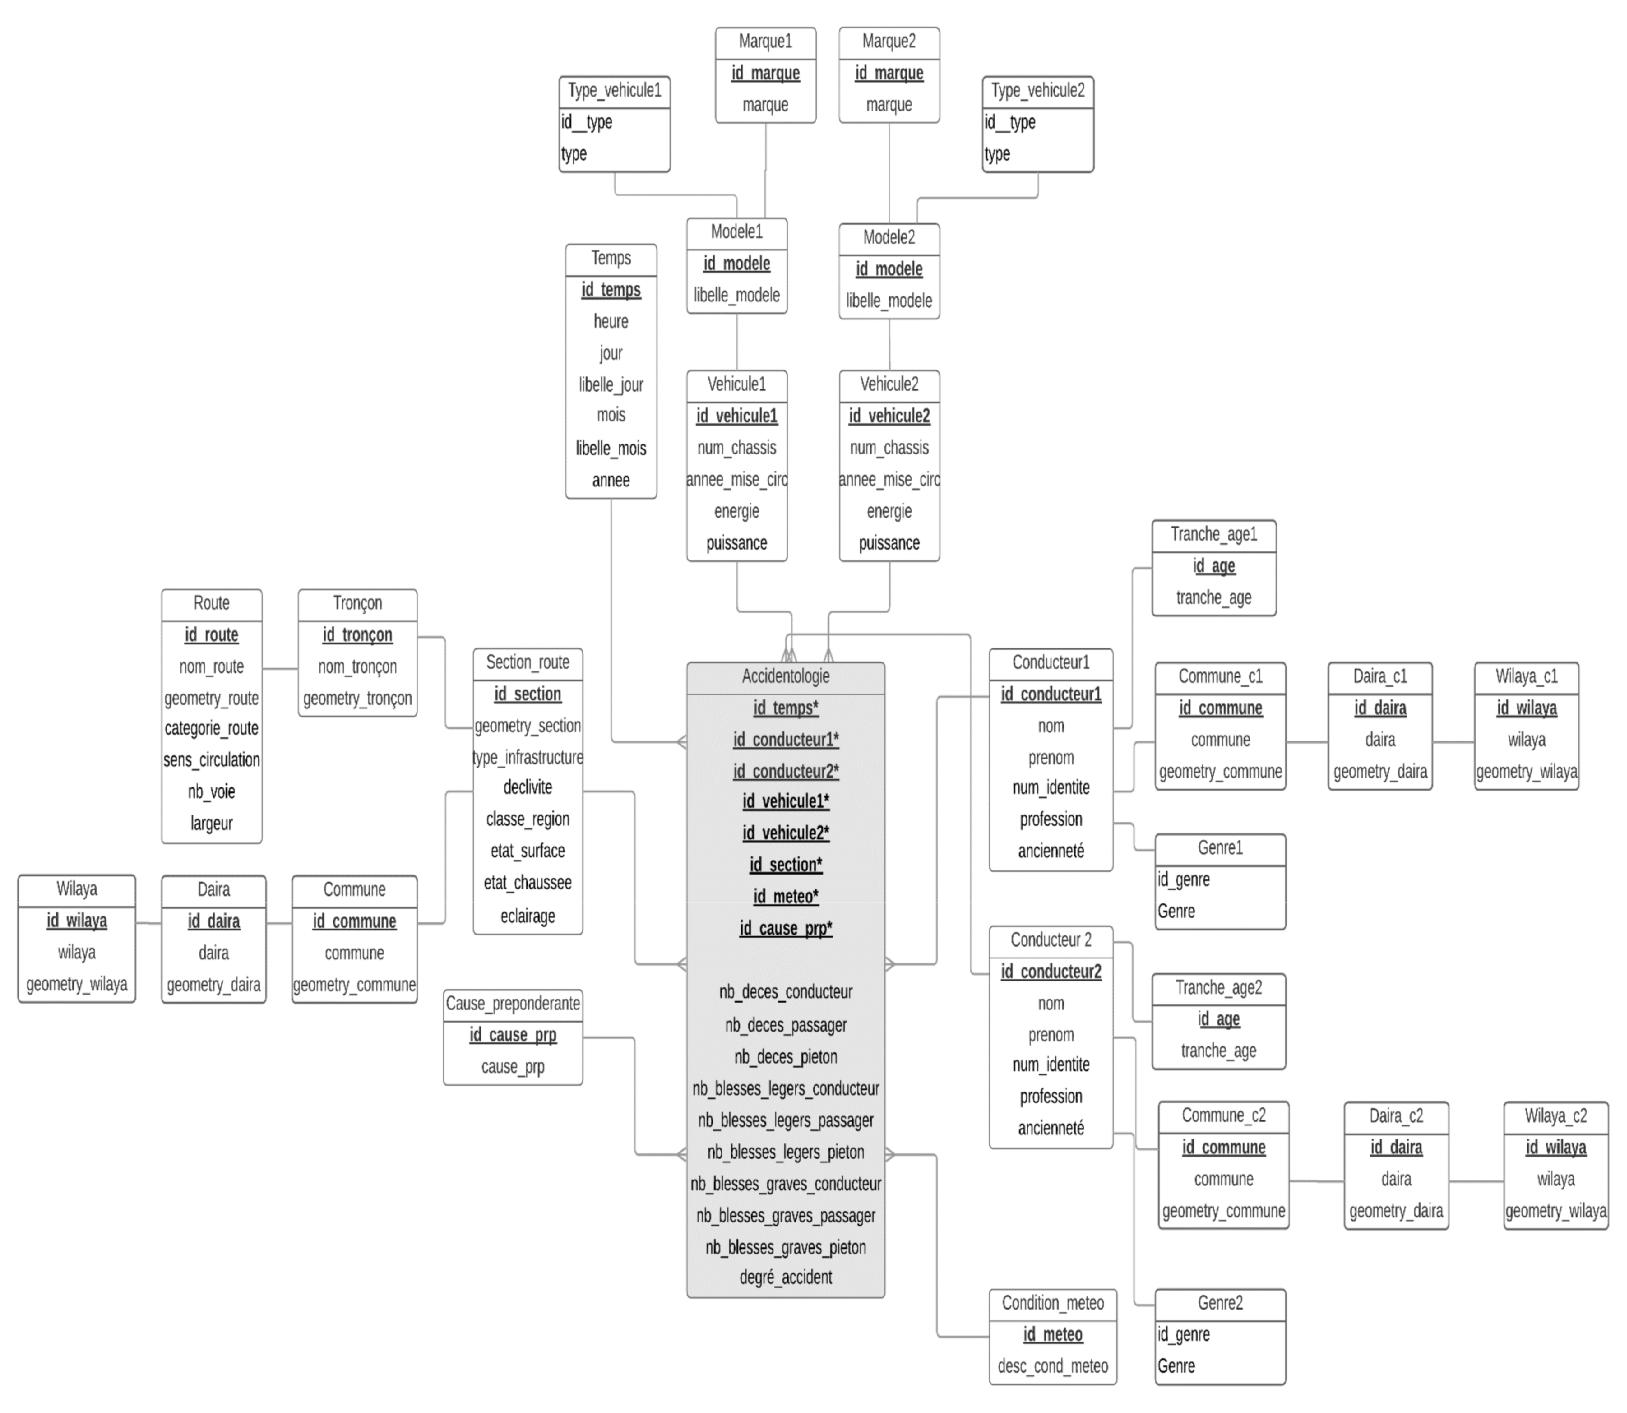 Marque1
id_marque
marque
Marque2
id_marque
marque
Type_vehicule1
id__type
type
Type_vehicule2
id__type
type
Modele1
id_modele
libelle_modele
Modele2
id_modele
libelle_modele
Temps
id_temps
heure
jour
libelle_jour
mois
libelle_mois
annee
Vehicule1
id_vehicule1
num_chassis
annee_mise_circ
energie
puissance
Vehicule2
id_vehicule2
num_chassis
annee_mise_circ
energie
puissance
Tranche_age1
id_age
tranche_age
Route
id_route
nom_route
geometry_route
categorie_route
sens_circulation
nb_voie
largeur
Tronçon
id_tronçon
nom_tronçon
geometry_tronçon
Section_route
id_section
geometry_section
type_infrastructure
declivite
classe_region
etat_surface
etat_chaussee
eclairage
Accidentologie
id_temps*
id_conducteur1*
id_conducteur2*
id_vehicule1*
id_vehicule2*
id_section*
id_meteo*
id_cause_prp*
nb_deces_conducteur
nb_deces_passager
nb_deces_pieton
nb_blesses_legers_conducteur
nb_blesses_legers_passager
nb_blesses_legers_pieton
nb_blesses_graves_conducteur
nb_blesses_graves_passager
nb_blesses_graves_pieton
degré_accident
Conducteur1
id_conducteur1
nom
prenom
num_identite
profession
ancienneté
Commune_c1
id_commune
commune
geometry_commune
Daira_c1
id_daira
daira
geometry_daira
Wilaya_c1
id_wilaya
wilaya
geometry_wilaya
Genre1
id_genre
Genre
Wilaya
id_wilaya
wilaya
geometry_wilaya
Daira
id_daira
daira
geometry_daira
Commune
id_commune
commune
geometry_commune
Cause_preponderante
id_cause_prp
cause_prp
Conducteur 2
id_conducteur2
nom
prenom
num_identite
profession
ancienneté
Tranche_age2
id_age
tranche_age
Commune_c2
id_commune
commune
geometry_commune
Daira_c2
id_daira
daira
geometry_daira
Wilaya_c2
id_wilaya
wilaya
geometry_wilaya
Condition_meteo
id_meteo
desc_cond_meteo
Genre2
id_genre
Genre